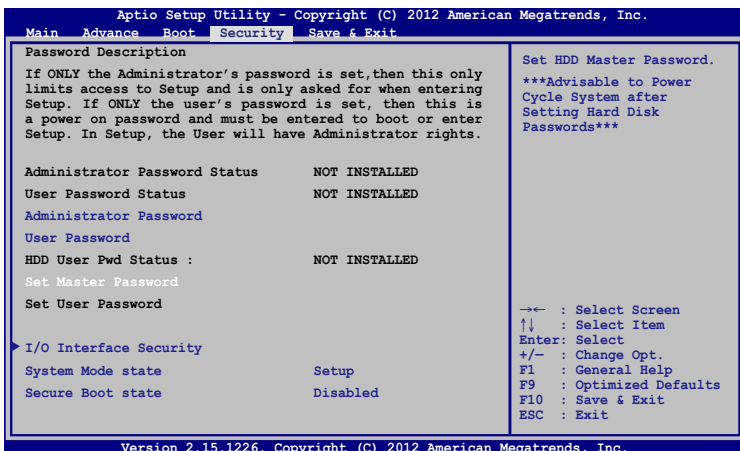 Aptio Setup Utility - Copyright (C) 2012 American Megatrends, Inc.
Main Advance Boot Security Save & Exit
Password Description
If ONLY the Administrator's password is set,then this only
limits access to Setup and is only asked for when entering
Setup. If ONLY the user's password is set, then this is
a power on password and must be entered to boot or enter
Setup. In Setup, the User will have Administrator rights.
Administrator Password Status NOT INSTALLED
User Password Status NOT INSTALLED
Administrator Password
User Password
HDD User Pwd Status : NOT INSTALLED
Set Master Password
Set User Password
I/O Interface Security
System Mode state Setup
Secure Boot state Disabled
Set HDD Master Password.
***Advisable to Power
Cycle System after
Setting Hard Disk
Passwords***
→← : Select Screen
↑↓ : Select Item
Enter: Select
+/— : Change Opt.
F1 : General Help
F9 : Optimized Defaults
F10 : Save & Exit
ESC : Exit
Version 2.15.1226. Copyright (C) 2012 American Megatrends, Inc.